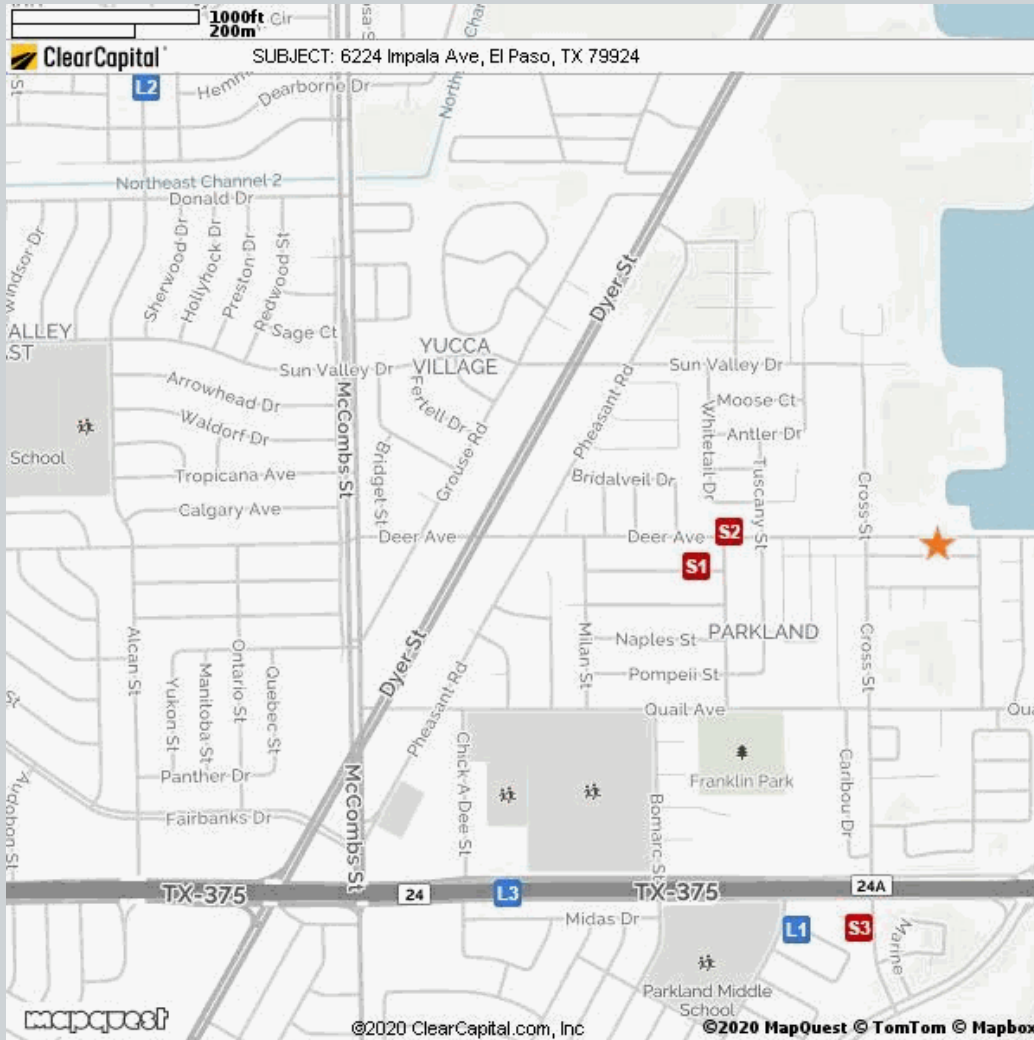 1000ft
200m
Cir
ClearCapital
SUBJECT: 6224 Impala Ave, El Paso, TX 79924
L2
Dearborne Dr
Northeast Channel 2
Donald Dr
Windsor Dr
Sherwood Dr
Hollyhock Dr
Preston Dr
Redwood St
Dyer St
Sage Ct
YUCCA
VILLAGE
Sun Valley Dr
Sun Valley Dr
Arrowhead Dr
Fertell Dr
Waldorf Dr
McCombs St
Bridget St
Grouse Rd
Pheasant Rd
Moose Ct
Whitetail Dr
Antler Dr
School
Tropicana Ave
Bridalveil Dr
Tuscany St
Cross St
Calgary Ave
Deer Ave
Deer Ave
S2
S1
Alcan St
Ontario St
Quebec St
Yukon St
Manitoba St
Dyer St
Milan St
Naples St
PARKLAND
Cross St
Pompeii St
Pheasant Rd
Quail Ave
Panther Dr
McCombs St
Chick A Dee St
Franklin Park
Caribou Dr
Bomarc St
Fairbanks Dr
Audobon St
TX-375
24
L3
TX-375
24A
Midas Dr
L1
S3
Marine
Parkland Middle
School
mapquest
©2020 ClearCapital.com, Inc
©2020 MapQuest © TomTom © Mapbox